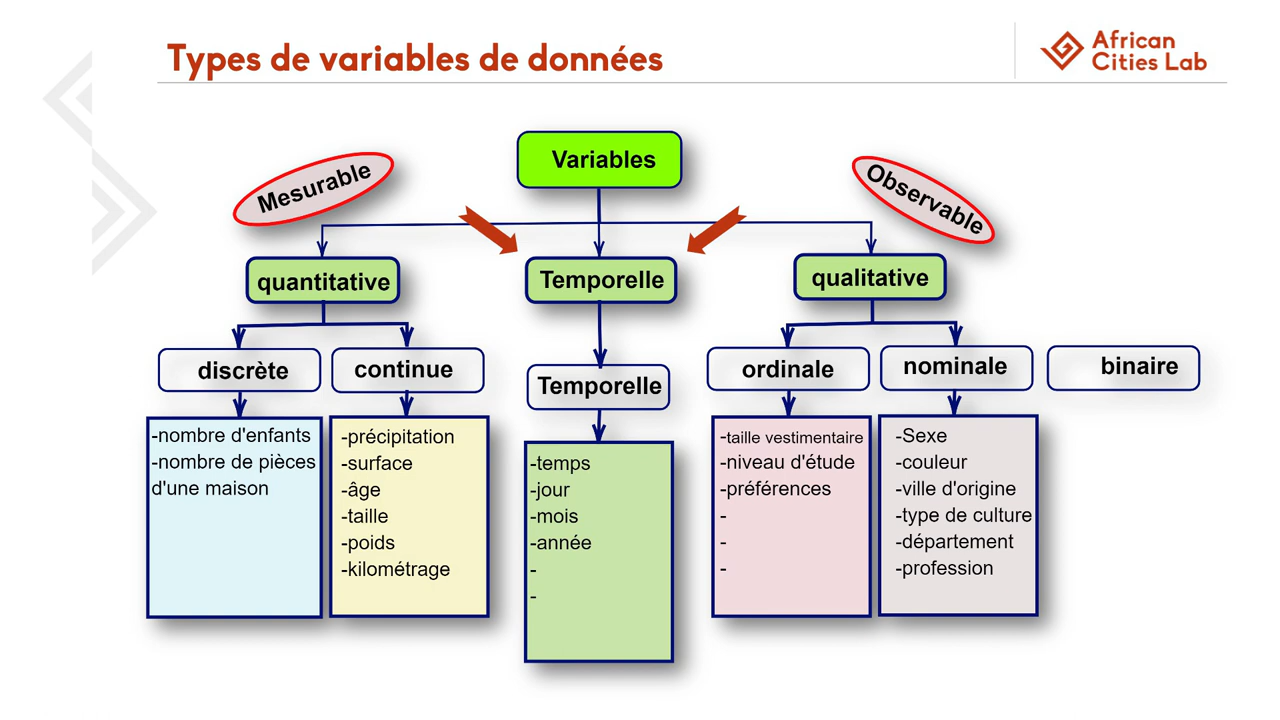 Types de variables de données
African
Cities Lab
Variables
Mesurable
Observable
quantitative
Temporelle
qualitative
discrète
continue
Temporelle
ordinale
nominale
binaire
-nombre d'enfants
-nombre de pièces
d'une maison
-précipitation
-surface
-âge
-taille
-poids
-kilométrage
-temps
-jour
-mois
-année
-
-
-taille vestimentaire
-niveau d'étude
-préférences
-
-
-
-Sexe
-couleur
-ville d'origine
-type de culture
-département
-profession